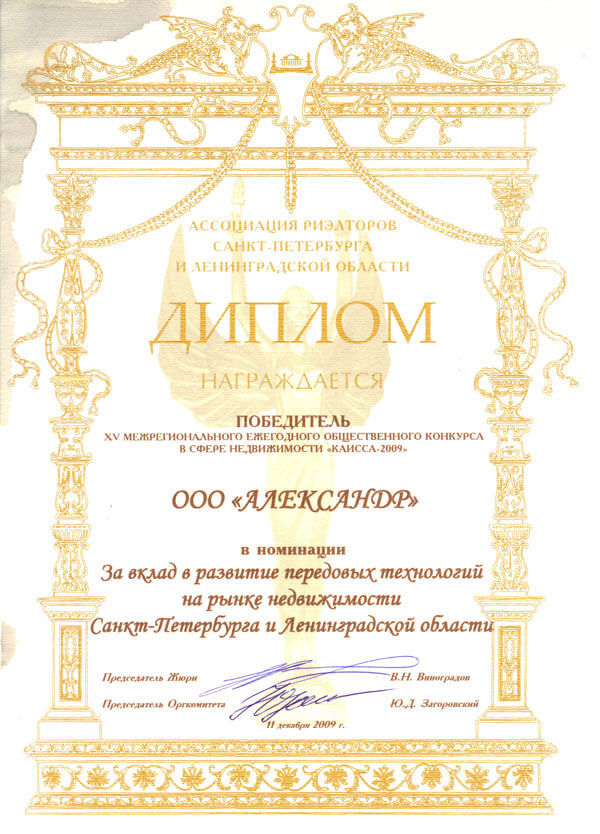 АССОЦИАЦИЯ РИЭЛТОРОВ
САНКТ-ПЕТЕРБУРГА
И ЛЕНИНГРАДСКОЙ ОБЛАСТИ
ДИПЛОМ
НАГРАЖДАЕТСЯ
ПОБЕДИТЕЛЬ
XV МЕЖРЕГИОНАЛЬНОГО ЕЖЕГОДНОГО ОБЩЕСТВЕННОГО КОНКУРСА
В СФЕРЕ НЕДВИЖИМОСТИ «КАИССА-2009»
ООО «АЛЕКСАНДР»
в номинации
За вклад в развитие передовых технологий
на рынке недвижимости
Санкт-Петербурга и Ленинградской области
Председатель Жюри В.Н. Виноградов
Председатель Оргкомитета Ю.Д. Загоровский
11 декабря 2009 г.